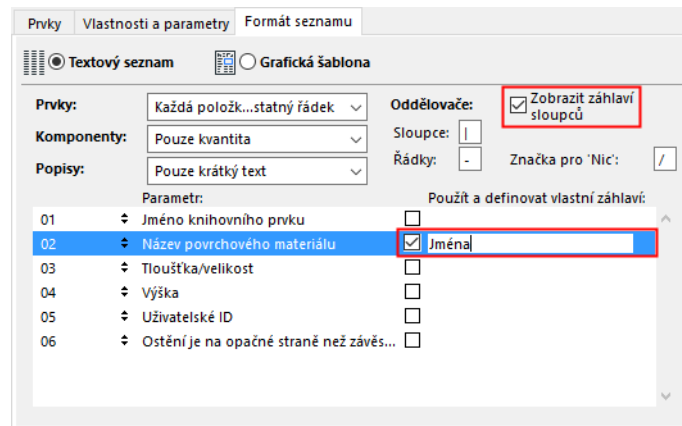 Prvky Vlastnosti a parametry Formát seznamu
Textový seznam Grafická šablona
Prvky: Každá položk...statný řádek Oddělovače: Zobrazit záhlaví
sloupců
Komponenty: Pouze kvantita Sloupce: |
Popisy: Pouze krátký text Řádky: - Značka pro 'Nic': /
Parametr: Použít a definovat vlastní záhlaví:
01 Jméno knihovního prvku
02 Název povrchového materiálu Jména
03 Tloušťka/velikost
04 Výška
05 Uživatelské ID
06 Ostění je na opačné straně než závěs...